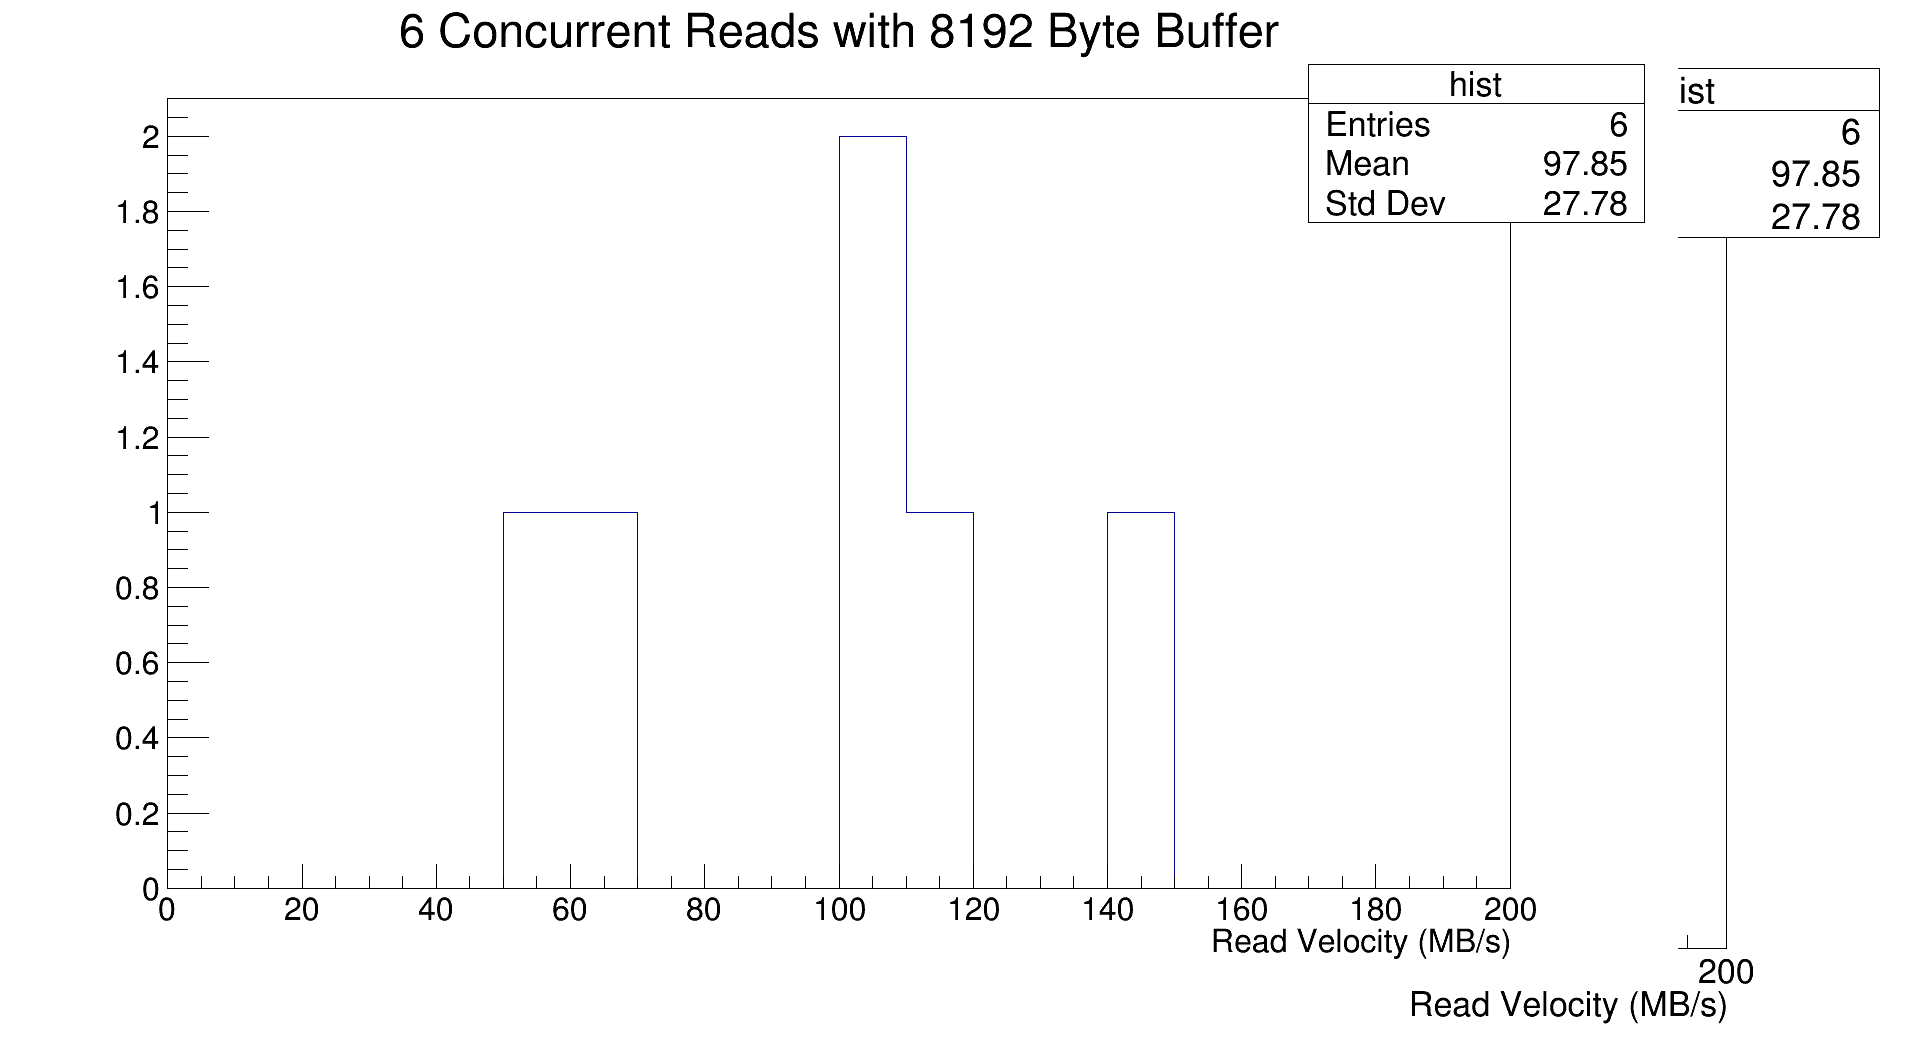 6 Concurrent Reads with 8192 Byte Buffer
hist
Entries 6
Mean 97.85
Std Dev 27.78
ist
6
97.85
27.78
2
1.8
1.6
1.4
1.2
1
0.8
0.6
0.4
0.2
0
0 20 40 60 80 100 120 140 160 180 200
Read Velocity (MB/s)
200
Read Velocity (MB/s)